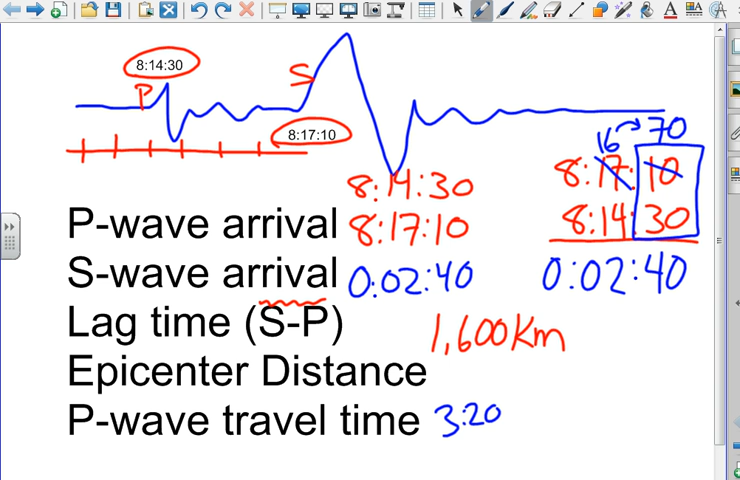 8:14:30
P
S
8:17:10
16 70
8:17:10
8:14:30
0:02:40
8:14:30
P-wave arrival 8:17:10
S-wave arrival 0:02:40
Lag time (S-P) 1,600Km
Epicenter Distance
P-wave travel time 3:20